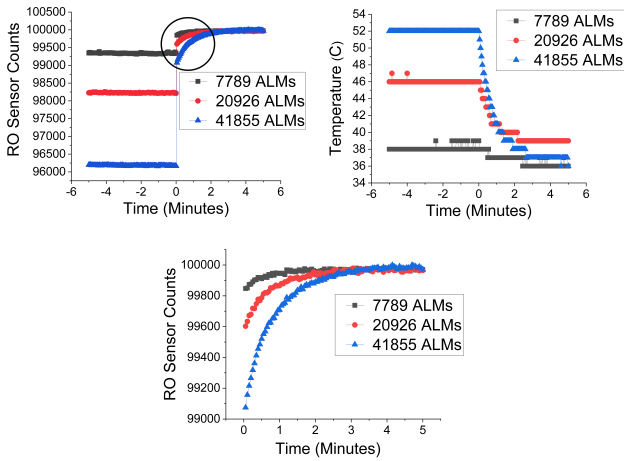 100500
100000
99500
99000
98500
98000
97500
97000
96500
96000
RO Sensor Counts
-6 -4 -2 0 2 4 6
Time (Minutes)
7789 ALMs
20926 ALMs
41855 ALMs
54
52
50
48
46
44
42
40
38
36
34
Temperature (C)
-6 -4 -2 0 2 4 6
Time (Minutes)
7789 ALMs
20926 ALMs
41855 ALMs
100000
99800
99600
99400
99200
99000
RO Sensor Counts
0 1 2 3 4 5
Time (Minutes)
7789 ALMs
20926 ALMs
41855 ALMs